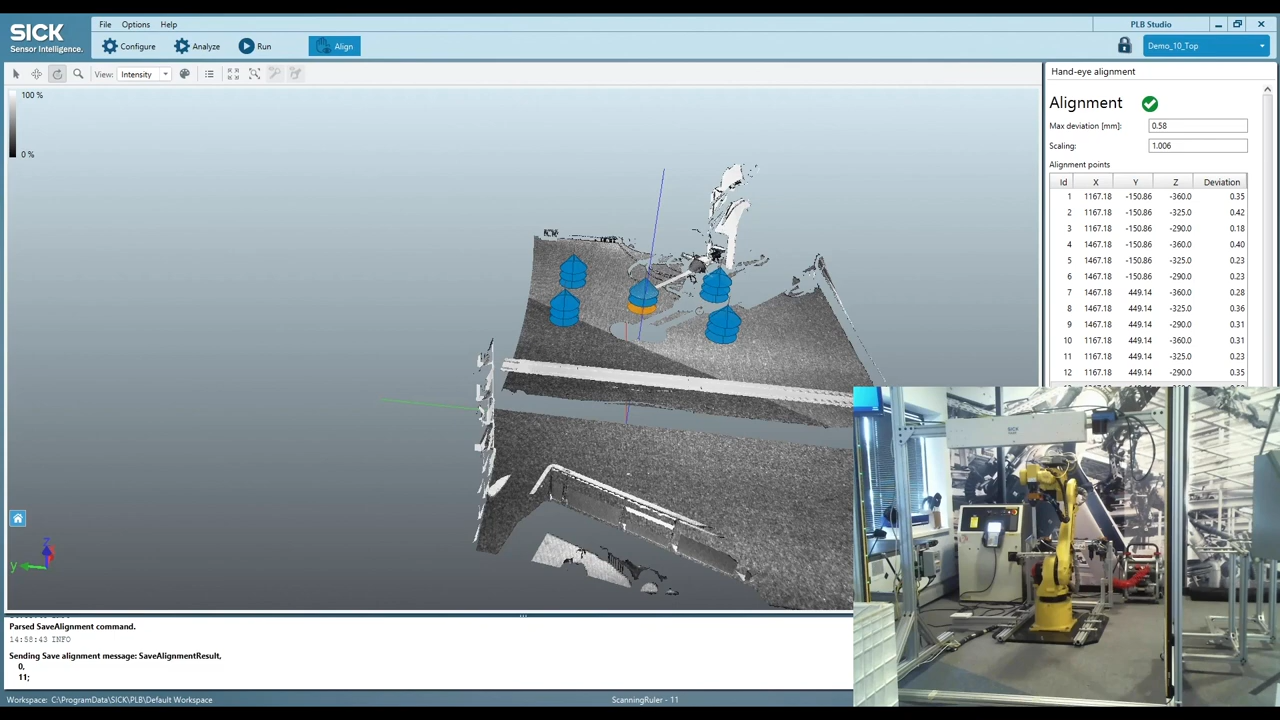 SICK
Sensor Intelligence.
File Options Help
PLB Studio
Configure Analyze Run Align
Demo_10_Top
View: Intensity
Hand-eye alignment
100 %
0 %
Alignment
Max deviation [mm]: 0.58
Scaling: 1.006
Alignment points
Id X Y Z Deviation
1 1167.18 -150.86 -360.0 0.35
2 1167.18 -150.86 -325.0 0.42
3 1167.18 -150.86 -290.0 0.18
4 1467.18 -150.86 -360.0 0.40
5 1467.18 -150.86 -325.0 0.23
6 1467.18 -150.86 -290.0 0.23
7 1467.18 449.14 -360.0 0.28
8 1467.18 449.14 -325.0 0.36
9 1467.18 449.14 -290.0 0.31
10 1167.18 449.14 -360.0 0.31
11 1167.18 449.14 -325.0 0.23
12 1167.18 449.14 -290.0 0.35
SICK
Z
y
Parsed SaveAlignment command.
14:58:43 INFO
Sending Save alignment message: SaveAlignmentResult,
0,
11;
Workspace: C:\ProgramData\SICK\PLB\Default Workspace
ScanningRuler - 11